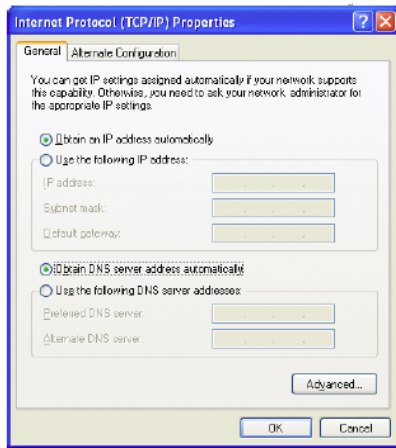 Internet Protocol (TCP/IP) Properties
General
Alternate Configuration
You can get IP settings assigned automatically if your network supports
this capability. Otherwise, you need to ask your network administrator for
the appropriate IP settings.
Obtain an IP address automatically
Use the following IP address:
IP address:
Subnet mask:
Default gateway:
Obtain DNS server address automatically
Use the following DNS server addresses:
Preferred DNS server:
Alternate DNS server:
Advanced...
OK
Cancel